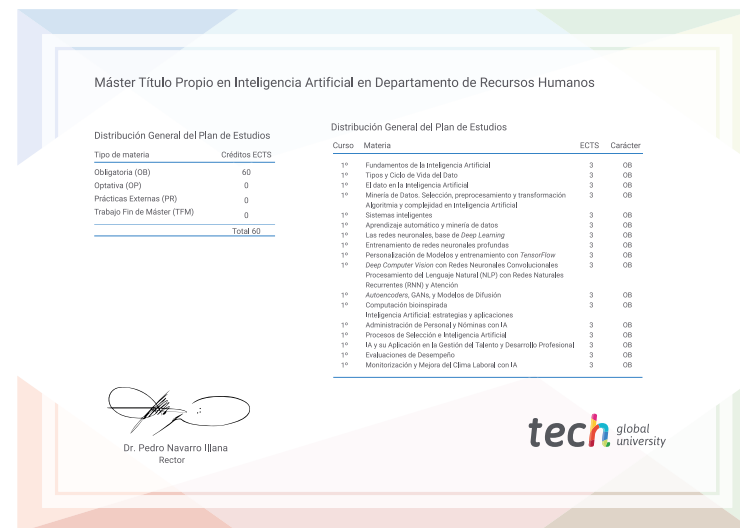 Máster Título Propio en Inteligencia Artificial en Departamento de Recursos Humanos
Distribución General del Plan de Estudios
Tipo de materia Créditos ECTS
Obligatoria (OB) 60
Optativa (OP) 0
Prácticas Externas (PR) 0
Trabajo Fin de Máster (TFM) 0
Total 60
Distribución General del Plan de Estudios
Curso Materia ECTS Carácter
1º Fundamentos de la Inteligencia Artificial 3 OB
1º Tipos y Ciclo de Vida del Dato 3 OB
1º El dato en la Inteligencia Artificial 3 OB
1º Minería de Datos. Selección, preprocesamiento y transformación 3 OB
Algoritmia y complejidad en Inteligencia Artificial
1º Sistemas inteligentes 3 OB
1º Aprendizaje automático y minería de datos 3 OB
1º Las redes neuronales, base de Deep Learning 3 OB
1º Entrenamiento de redes neuronales profundas 3 OB
1º Personalización de Modelos y entrenamiento con TensorFlow 3 OB
1º Deep Computer Vision con Redes Neuronales Convolucionales 3 OB
Procesamiento del Lenguaje Natural (NLP) con Redes Naturales
Recurrentes (RNN) y Atención
1º Autoencoders, GANs, y Modelos de Difusión 3 OB
1º Computación bioinspirada 3 OB
Inteligencia Artificial: estrategias y aplicaciones
1º Administración de Personal y Nóminas con IA 3 OB
1º Procesos de Selección e Inteligencia Artificial 3 OB
1º IA y su Aplicación en la Gestión del Talento y Desarrollo Profesional 3 OB
1º Evaluaciones de Desempeño 3 OB
1º Monitorización y Mejora del Clima Laboral con IA 3 OB
Dr. Pedro Navarro Illana
Rector
tech global
university